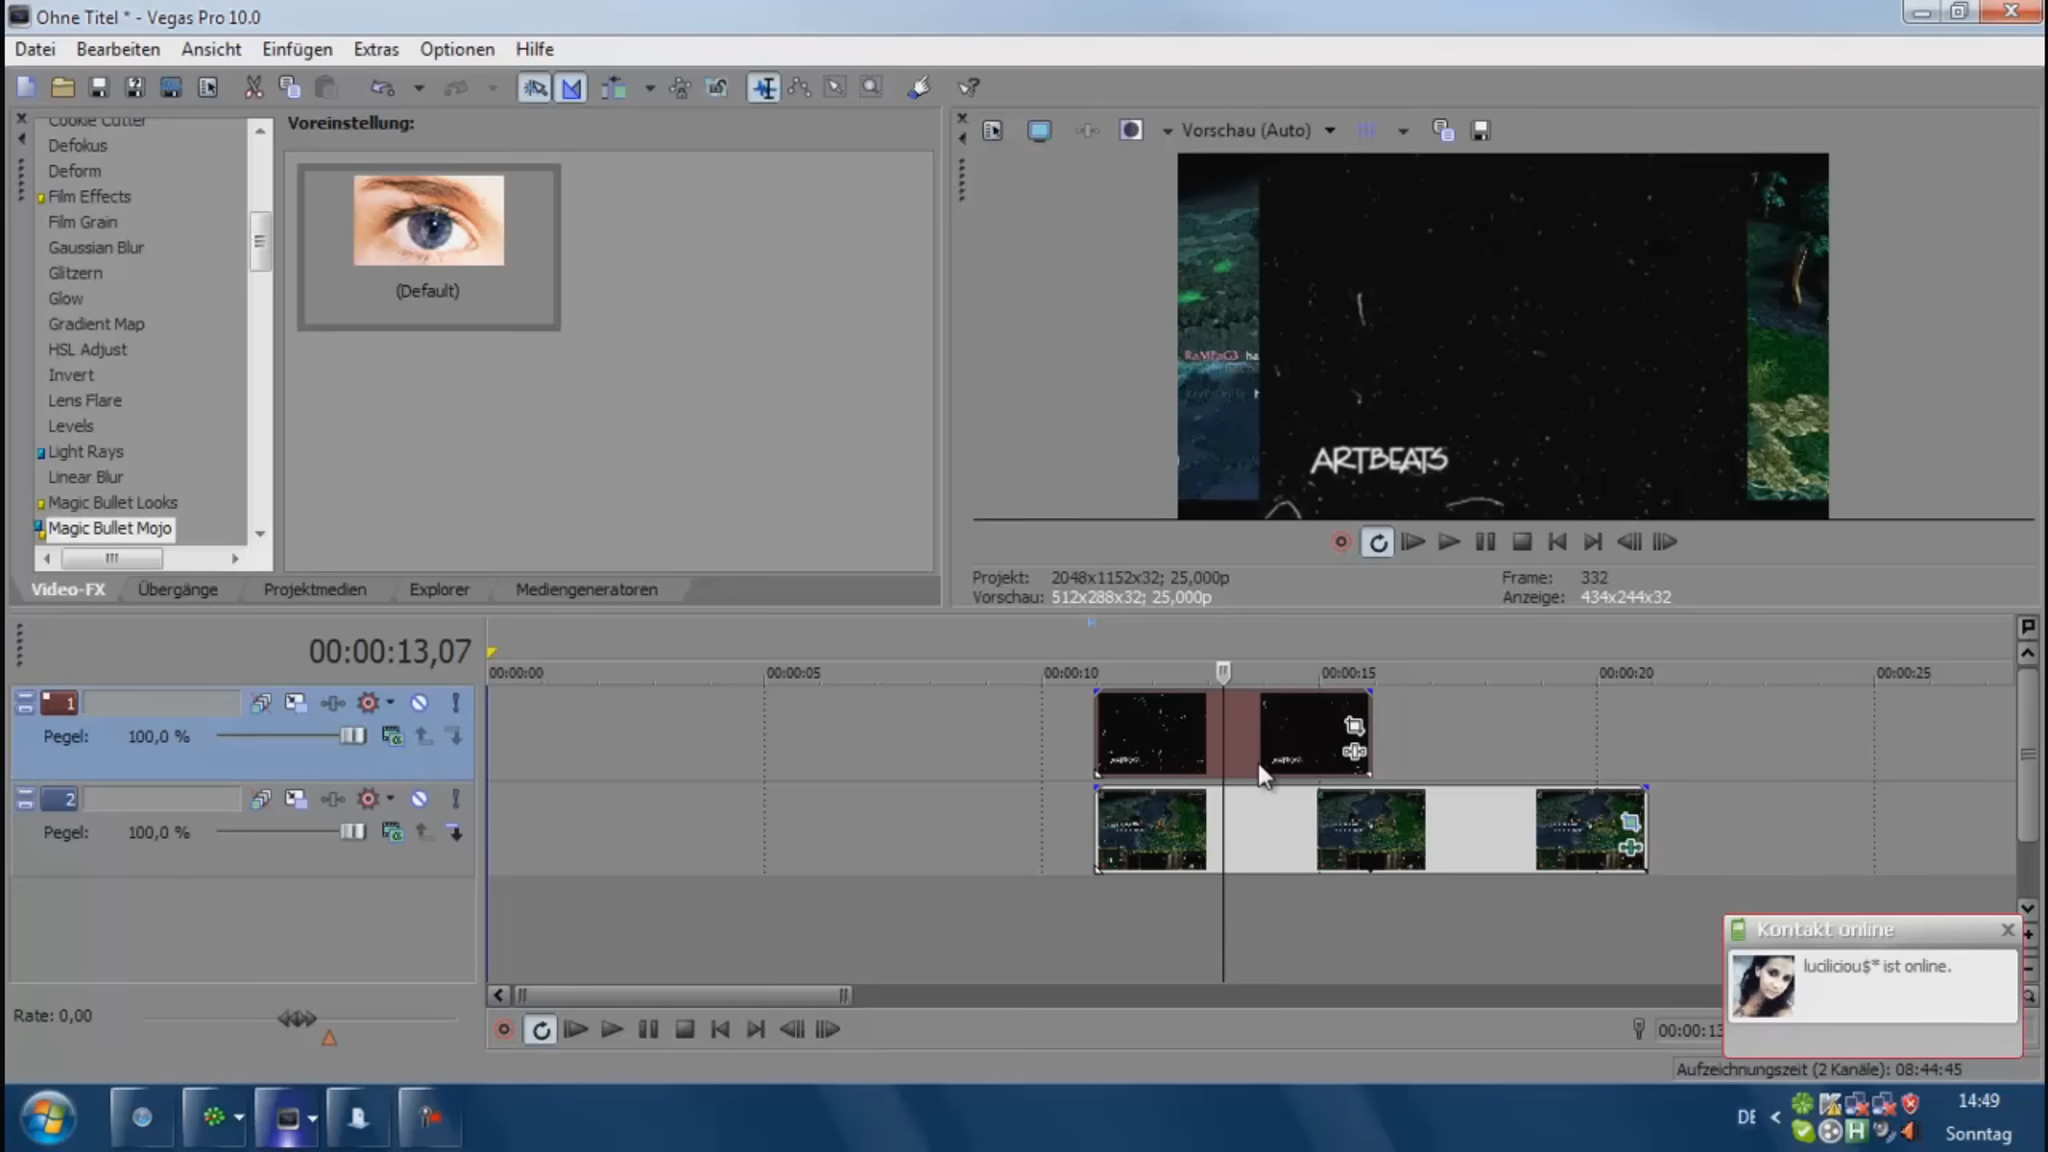 Ohne Titel * - Vegas Pro 10.0
Datei Bearbeiten Ansicht Einfügen Extras Optionen Hilfe
Cookie Cutter
Defokus
Deform
Film Effects
Film Grain
Gaussian Blur
Glitzern
Glow
Gradient Map
HSL Adjust
Invert
Lens Flare
Levels
Light Rays
Linear Blur
Magic Bullet Looks
Magic Bullet Mojo
Voreinstellung:
(Default)
Video-FX Übergänge Projektmedien Explorer Mediengeneratoren
Vorschau (Auto)
RaMPaG3 ha
ARTBEATS
Projekt: 2048x1152x32; 25,000p
Vorschau: 512x288x32; 25,000p
Frame: 332
Anzeige: 434x244x32
00:00:13,07
00:00:00 00:00:05 00:00:10 00:00:15 00:00:20 00:00:25
1
Pegel: 100,0 %
2
Pegel: 100,0 %
Rate: 0,00
00:00:13
Kontakt online
luciliciou$* ist online.
Aufzeichnungszeit (2 Kanäle): 08:44:45
DE
14:49
Sonntag